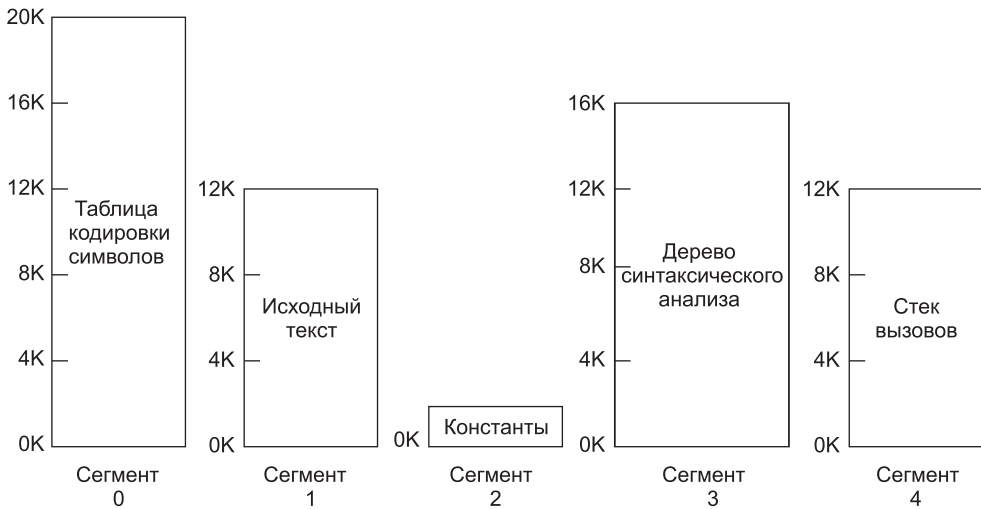 20K
16K
12K
8K
4K
0K
Таблица
кодировки
символов
Сегмент
0
12K
8K
4K
0K
Исходный
текст
Сегмент
1
0K
Константы
Сегмент
2
16K
12K
8K
4K
0K
Дерево
синтаксического
анализа
Сегмент
3
12K
8K
4K
0K
Стек
вызовов
Сегмент
4